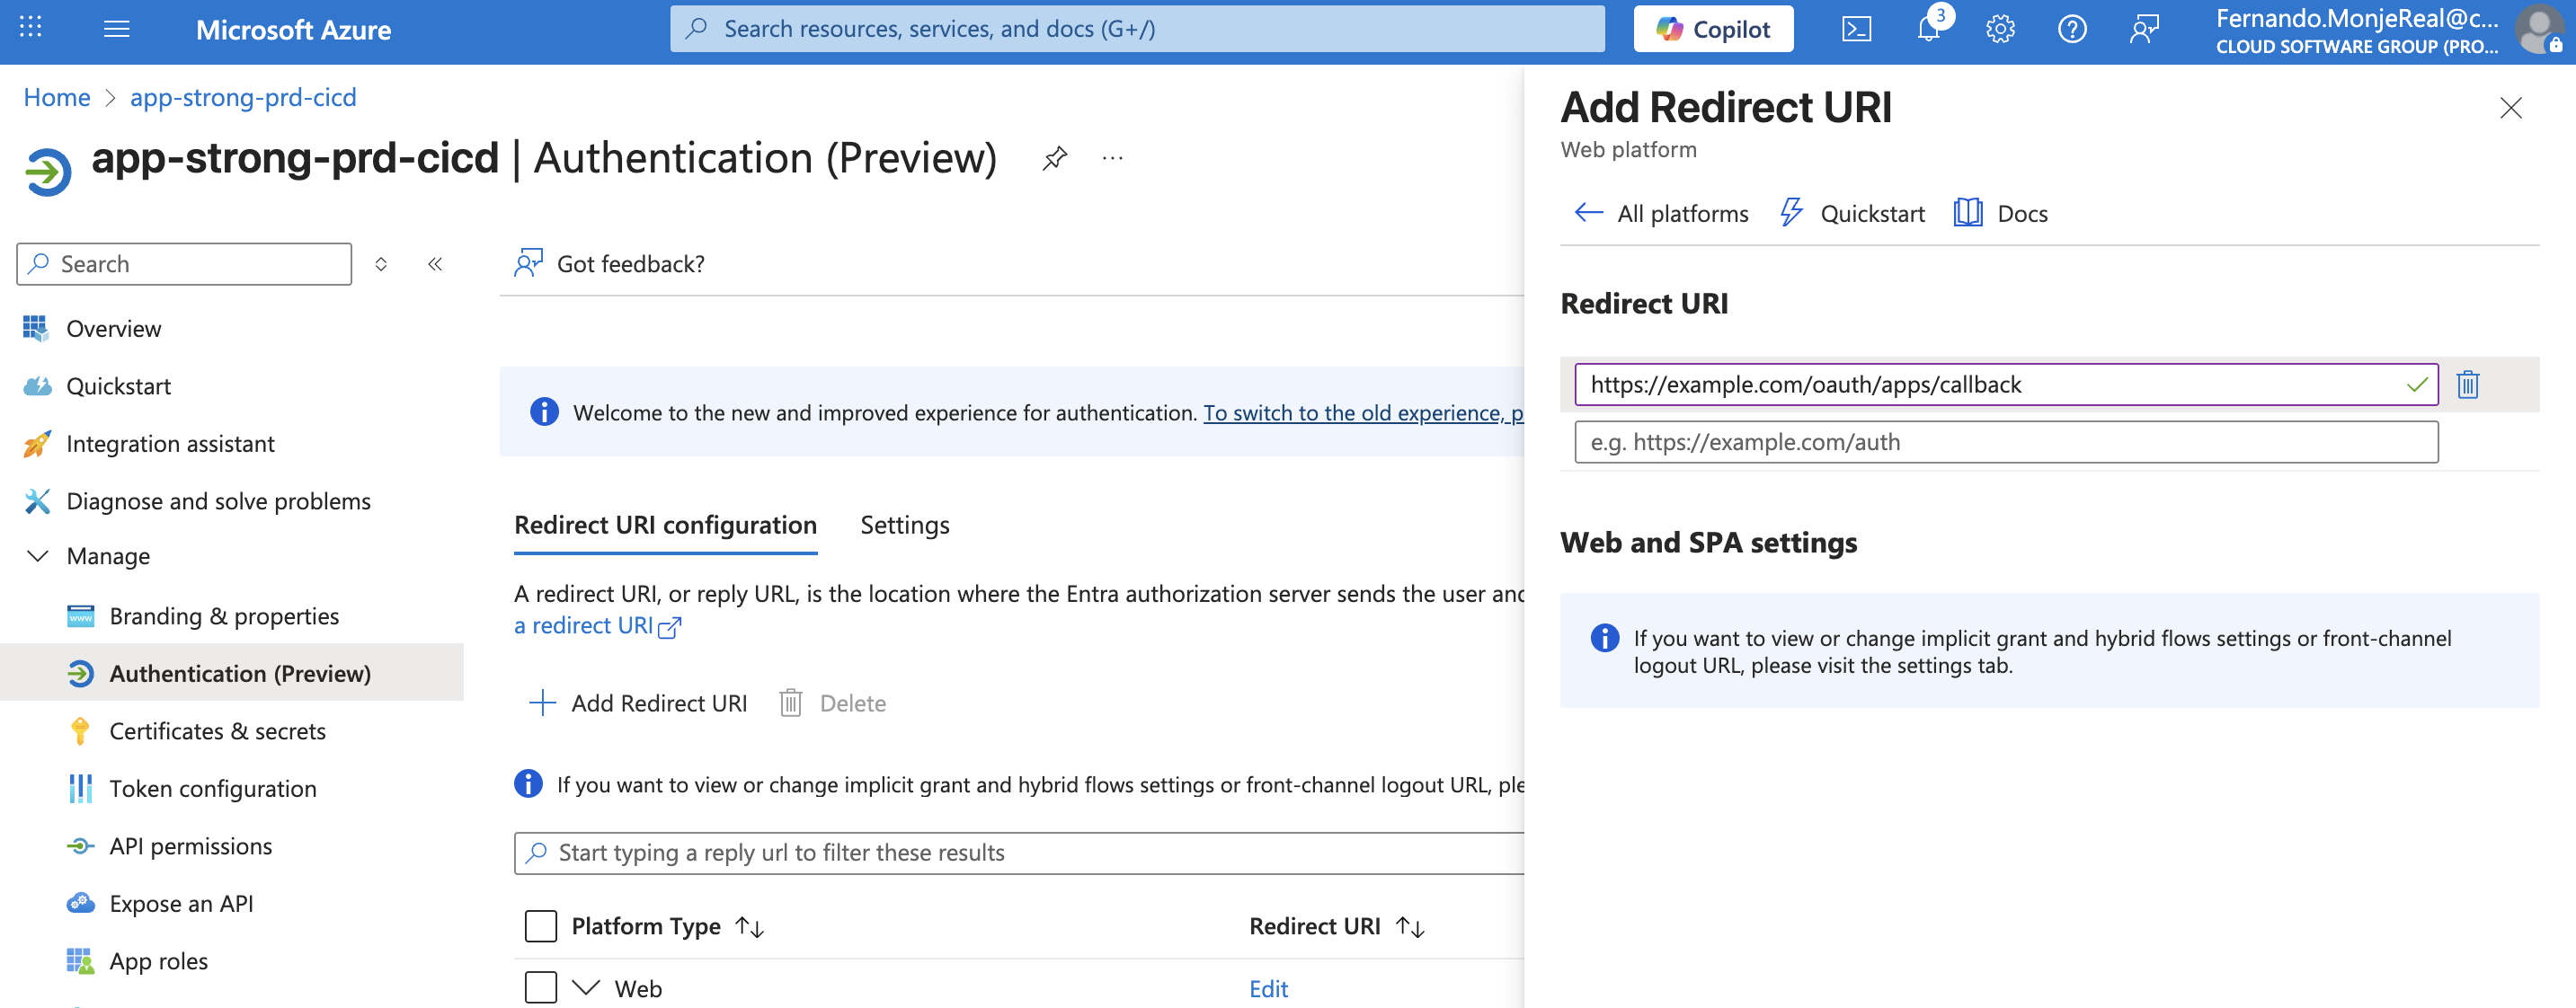 Microsoft Azure
Search resources, services, and docs (G+/)
Copilot
3
Fernando.MonjeReal@c...
CLOUD SOFTWARE GROUP (PRO...
Home > app-strong-prd-cicd
app-strong-prd-cicd | Authentication (Preview)
Search
Overview
Quickstart
Integration assistant
Diagnose and solve problems
Manage
Branding & properties
Authentication (Preview)
Certificates & secrets
Token configuration
API permissions
Expose an API
App roles
Got feedback?
Welcome to the new and improved experience for authentication. To switch to the old experience, p
Redirect URI configuration
Settings
A redirect URI, or reply URL, is the location where the Entra authorization server sends the user and
a redirect URI
Add Redirect URI
Delete
If you want to view or change implicit grant and hybrid flows settings or front-channel logout URL, ple
Start typing a reply url to filter these results
Platform Type
Redirect URI
Web
Edit
Add Redirect URI
Web platform
All platforms
Quickstart
Docs
Redirect URI
https://example.com/oauth/apps/callback
e.g. https://example.com/auth
Web and SPA settings
If you want to view or change implicit grant and hybrid flows settings or front-channel
logout URL, please visit the settings tab.